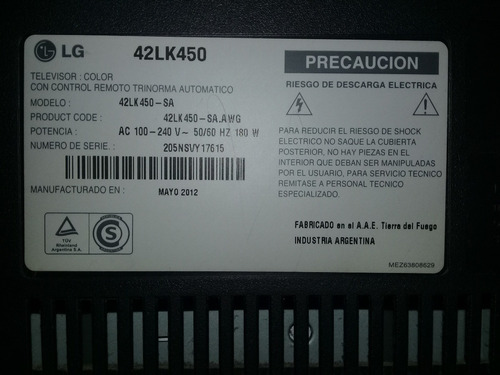 LG 42LK450
TELEVISOR : COLOR
CON CONTROL REMOTO TRINORMA AUTOMATICO
MODELO : 42LK450-SA
PRODUCT CODE : 42LK450-SA.AWG
POTENCIA : AC 100-240 V~ 50/60 HZ 180 W
NUMERO DE SERIE. : 205NSVY17615
MANUFACTURADO EN : MAYO 2012
TÜV
Rheinland
Argentina S.A.
S
PRECAUCION
RIESGO DE DESCARGA ELECTRICA
PARA REDUCIR EL RIESGO DE SHOCK
ELECTRICO NO SAQUE LA CUBIERTA
POSTERIOR, NO HAY PIEZAS EN EL
INTERIOR QUE DEBAN SER MANIPULADAS
POR EL USUARIO, PARA SERVICIO TECNICO
REMITASE A PERSONAL TECNICO
ESPECIALIZADO.
FABRICADO en el A.A.E. Tierra del Fuego
INDUSTRIA ARGENTINA
MEZ63808629